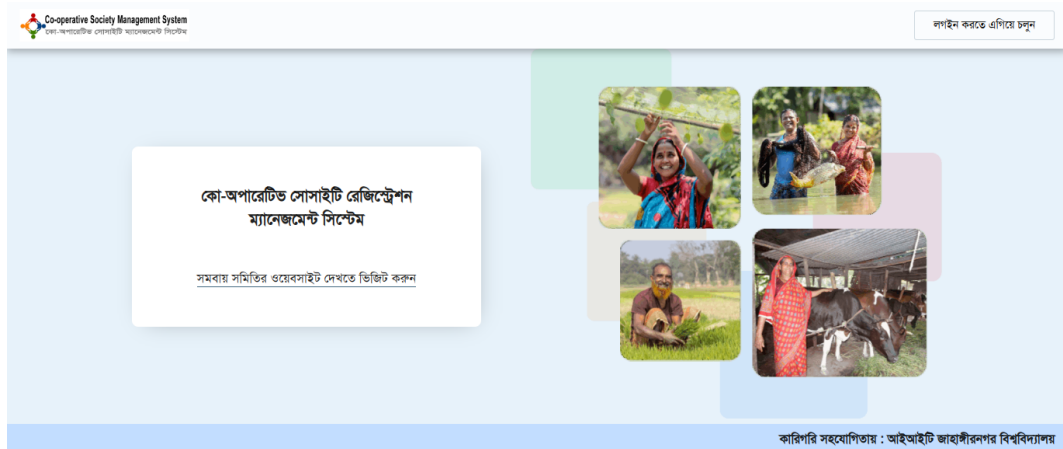 Co-operative Society Management System
কো-অপারেটিভ সোসাইটি ম্যানেজমেন্ট সিস্টেম
লগইন করতে এগিয়ে চলুন
কো-অপারেটিভ সোসাইটি রেজিস্ট্রেশন
ম্যানেজমেন্ট সিস্টেম
সমবায় সমিতির ওয়েবসাইট দেখতে ভিজিট করুন
কারিগরি সহযোগিতায় : আইআইটি জাহাঙ্গীরনগর বিশ্ববিদ্যালয়